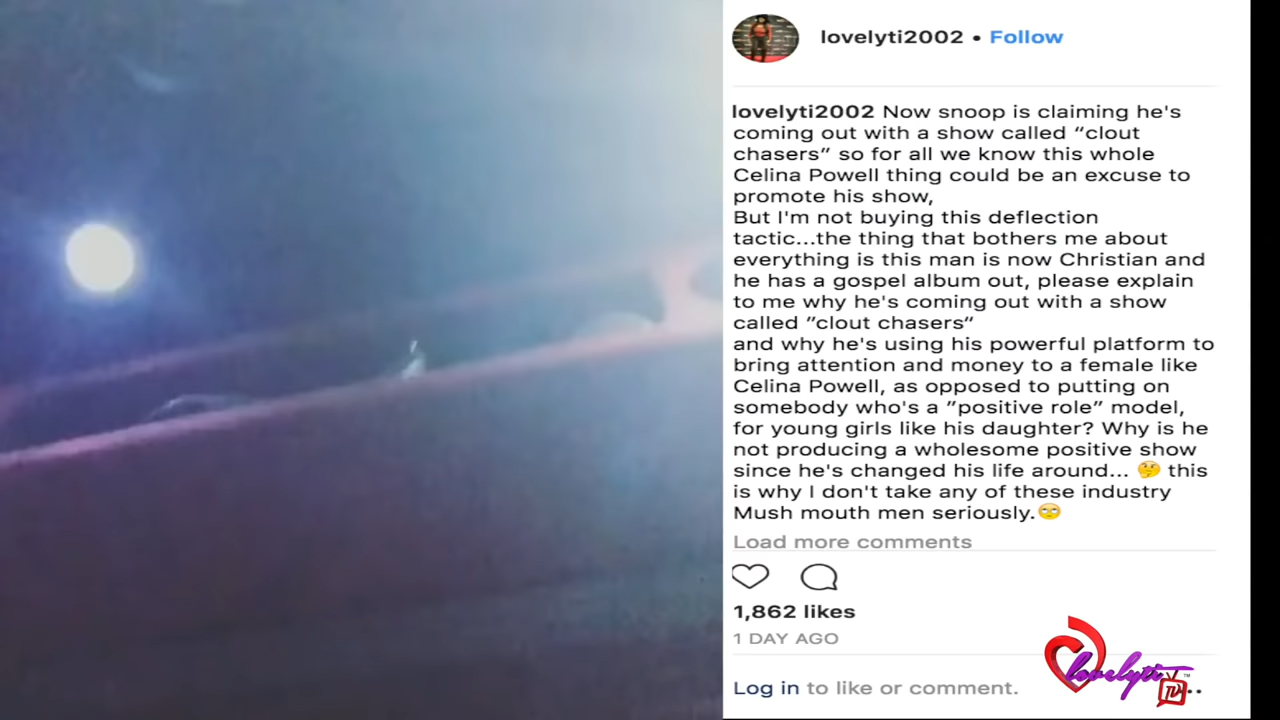 lovelyti2002 • Follow
lovelyti2002 Now snoop is claiming he's
coming out with a show called “clout
chasers” so for all we know this whole
Celina Powell thing could be an excuse to
promote his show,
But I'm not buying this deflection
tactic...the thing that bothers me about
everything is this man is now Christian and
he has a gospel album out, please explain
to me why he's coming out with a show
called ”clout chasers”
and why he's using his powerful platform to
bring attention and money to a female like
Celina Powell, as opposed to putting on
somebody who's a ”positive role” model,
for young girls like his daughter? Why is he
not producing a wholesome positive show
since he's changed his life around... 🤔 this
is why I don't take any of these industry
Mush mouth men seriously.🙄
Load more comments
1,862 likes
1 DAY AGO
Log in to like or comment.
lovelyti TV™